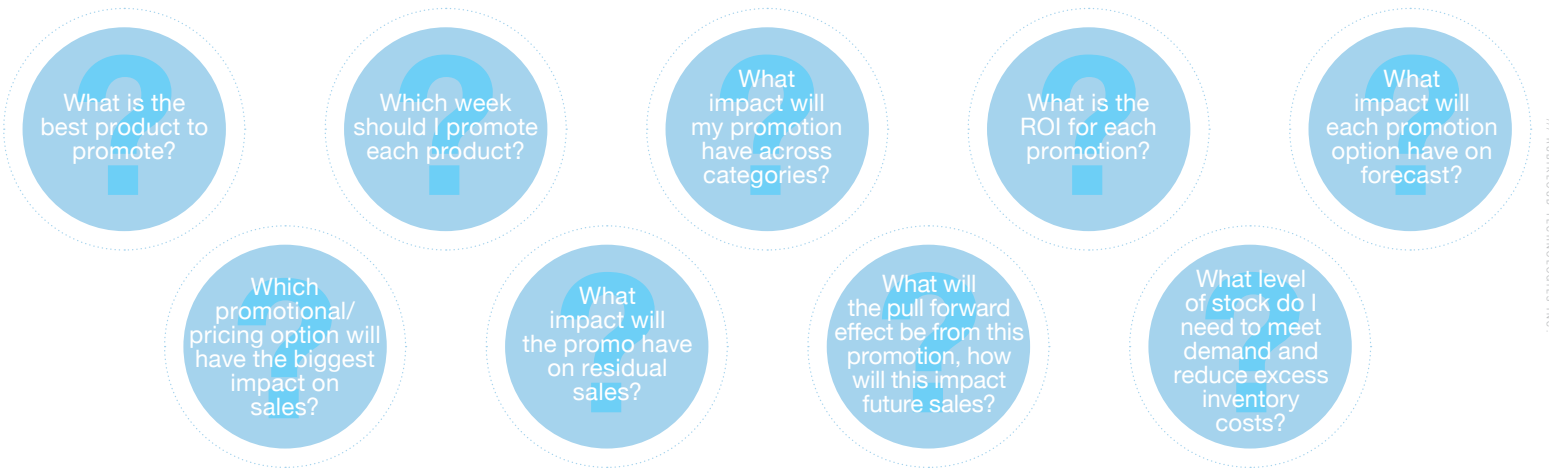 What is the
best product to
promote?
Which week
should I promote
each product?
What
impact will
my promotion
have across
categories?
What is the
ROI for each
promotion?
What
impact will
each promotion
option have on
forecast?
Which
promotional/
pricing option will
have the biggest
impact on
sales?
What
impact will
the promo have
on residual
sales?
What will
the pull forward
effect be from this
promotion, how
will this impact
future sales?
What level
of stock do I
need to meet
demand and
reduce excess
inventory
costs?